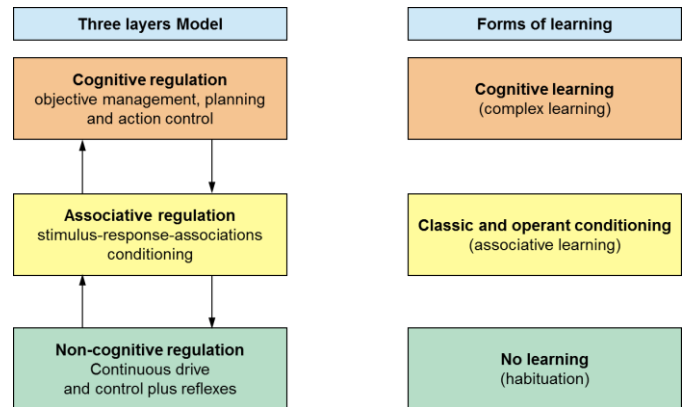 Three layers Model
Forms of learning
Cognitive regulation
objective management, planning
and action control
Cognitive learning
(complex learning)
Associative regulation
stimulus-response-associations
conditioning
Classic and operant conditioning
(associative learning)
Non-cognitive regulation
Continuous drive
and control plus reflexes
No learning
(habituation)